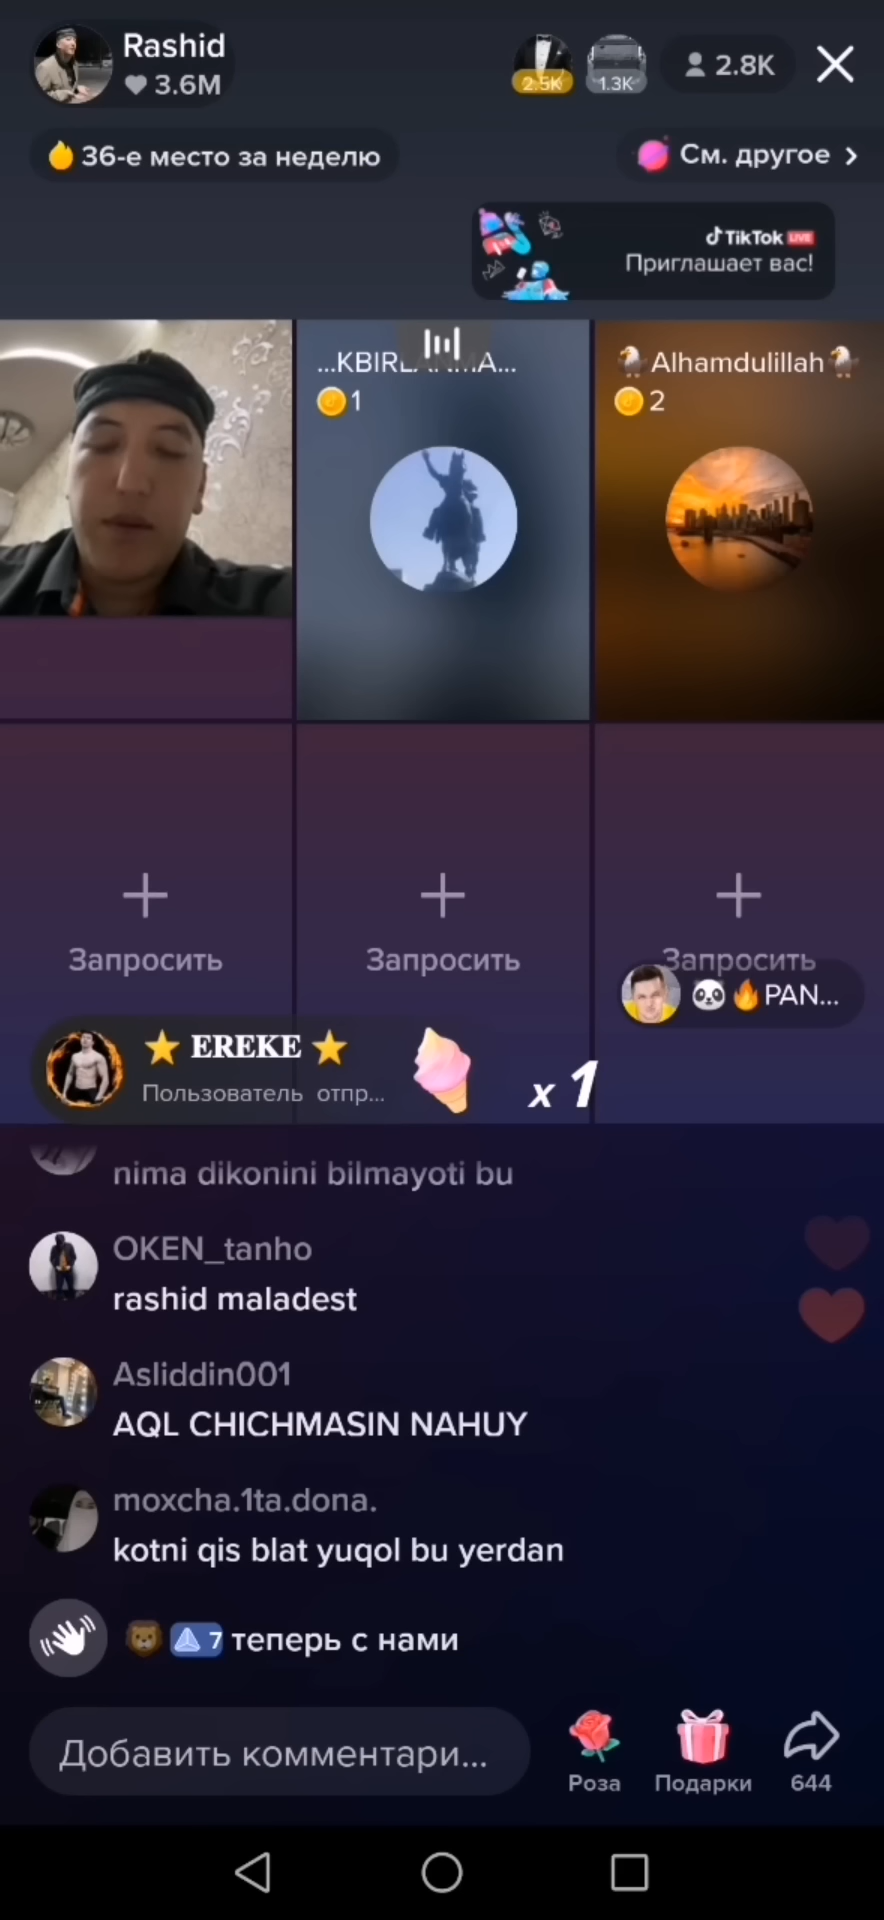 Rashid
3.6M
2.5K
1.3K
2.8K
36-е место за неделю
См. другое
TikTok LIVE
Приглашает вас!
Alhamdulillah
1
2
Запросить
Запросить
Запросить
PAN...
EREKE
Пользователь отпр...
x 1
nima dikonini bilmayoti bu
OKEN_tanho
rashid maladest
Asliddin001
AQL CHICHMASIN NAHUY
moxcha.1ta.dona.
kotni qis blat yuqol bu yerdan
7 теперь с нами
Добавить комментари...
Роза
Подарки
644